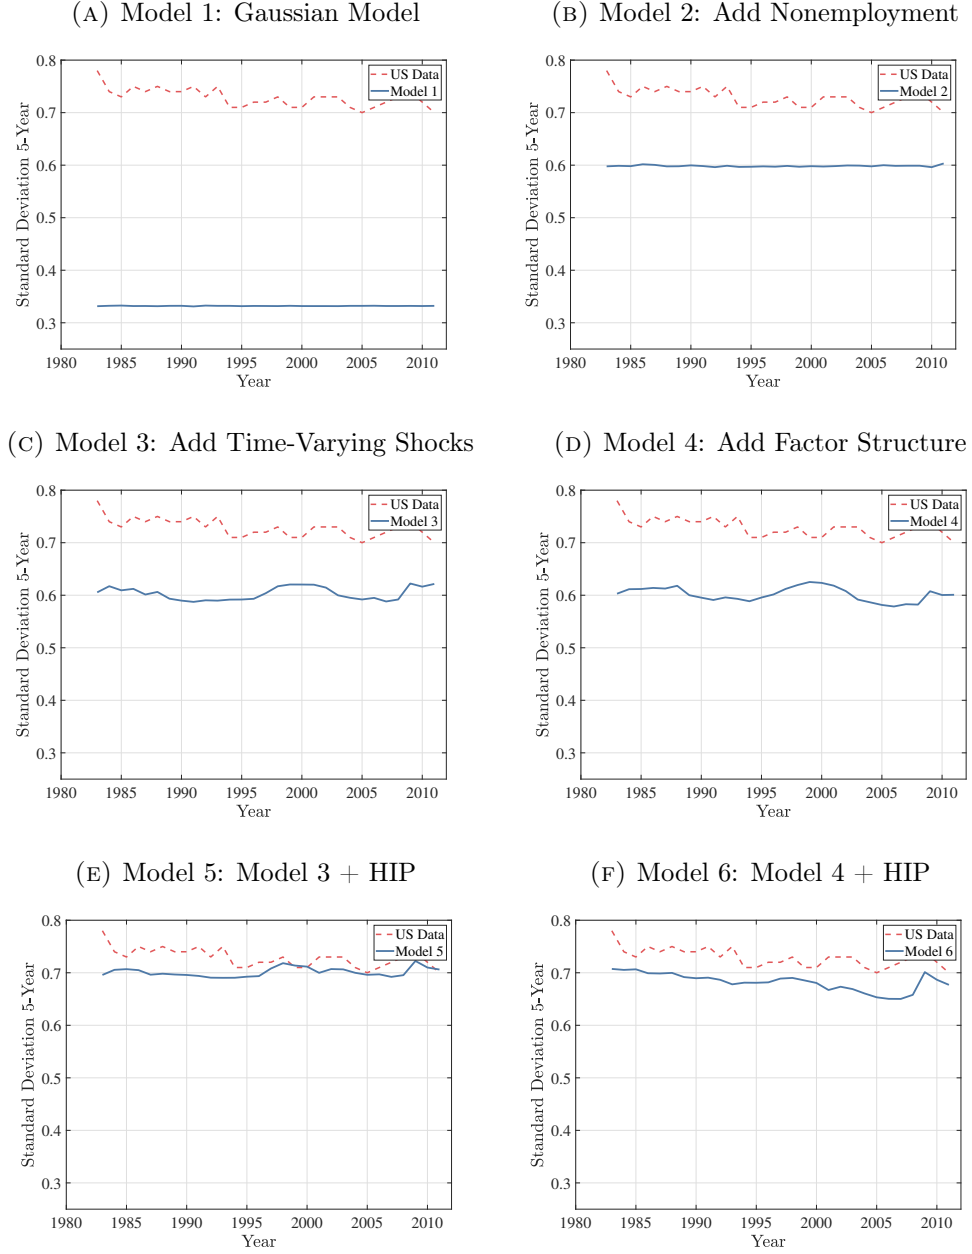 (A) Model 1: Gaussian Model
(B) Model 2: Add Nonemployment
Standard Deviation 5-Year
0.8
0.7
0.6
0.5
0.4
0.3
US Data
Model 1
1980 1985 1990 1995 2000 2005 2010
Year
Standard Deviation 5-Year
0.8
0.7
0.6
0.5
0.4
0.3
US Data
Model 2
1980 1985 1990 1995 2000 2005 2010
Year
(C) Model 3: Add Time-Varying Shocks
(D) Model 4: Add Factor Structure
Standard Deviation 5-Year
0.8
0.7
0.6
0.5
0.4
0.3
US Data
Model 3
1980 1985 1990 1995 2000 2005 2010
Year
Standard Deviation 5-Year
0.8
0.7
0.6
0.5
0.4
0.3
US Data
Model 4
1980 1985 1990 1995 2000 2005 2010
Year
(E) Model 5: Model 3 + HIP
(F) Model 6: Model 4 + HIP
Standard Deviation 5-Year
0.8
0.7
0.6
0.5
0.4
0.3
US Data
Model 5
1980 1985 1990 1995 2000 2005 2010
Year
Standard Deviation 5-Year
0.8
0.7
0.6
0.5
0.4
0.3
US Data
Model 6
1980 1985 1990 1995 2000 2005 2010
Year